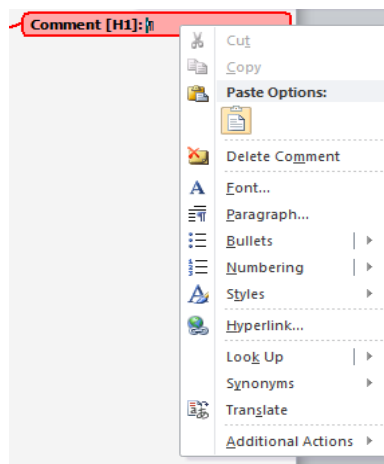 Comment [H1]: ¶
Cut
Copy
Paste Options:
Delete Comment
Font...
Paragraph...
Bullets
Numbering
Styles
Hyperlink...
Look Up
Synonyms
Translate
Additional Actions